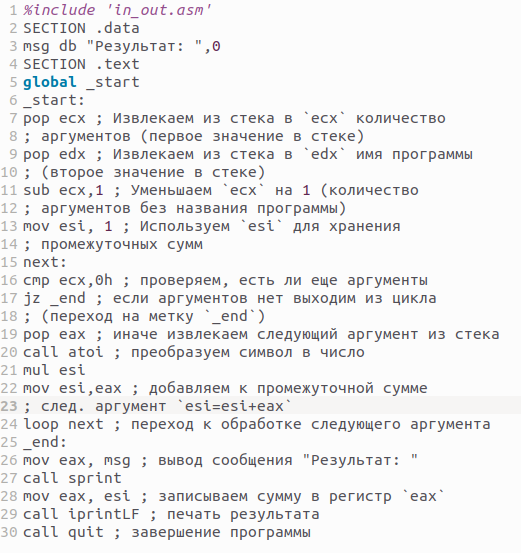 1 %include 'in_out.asm'
2 SECTION .data
3 msg db "Результат: ",0
4 SECTION .text
5 global _start
6 _start:
7 pop ecx ; Извлекаем из стека в `ecx` количество
8 ; аргументов (первое значение в стеке)
9 pop edx ; Извлекаем из стека в `edx` имя программы
10 ; (второе значение в стеке)
11 sub ecx,1 ; Уменьшаем `ecx` на 1 (количество
12 ; аргументов без названия программы)
13 mov esi, 1 ; Используем `esi` для хранения
14 ; промежуточных сумм
15 next:
16 cmp ecx,0h ; проверяем, есть ли еще аргументы
17 jz _end ; если аргументов нет выходим из цикла
18 ; (переход на метку `_end`)
19 pop eax ; иначе извлекаем следующий аргумент из стека
20 call atoi ; преобразуем символ в число
21 mul esi
22 mov esi,eax ; добавляем к промежуточной сумме
23 ; след. аргумент `esi=esi+eax`
24 loop next ; переход к обработке следующего аргумента
25 _end:
26 mov eax, msg ; вывод сообщения "Результат: "
27 call sprint
28 mov eax, esi ; записываем сумму в регистр `eax`
29 call iprintLF ; печать результата
30 call quit ; завершение программы